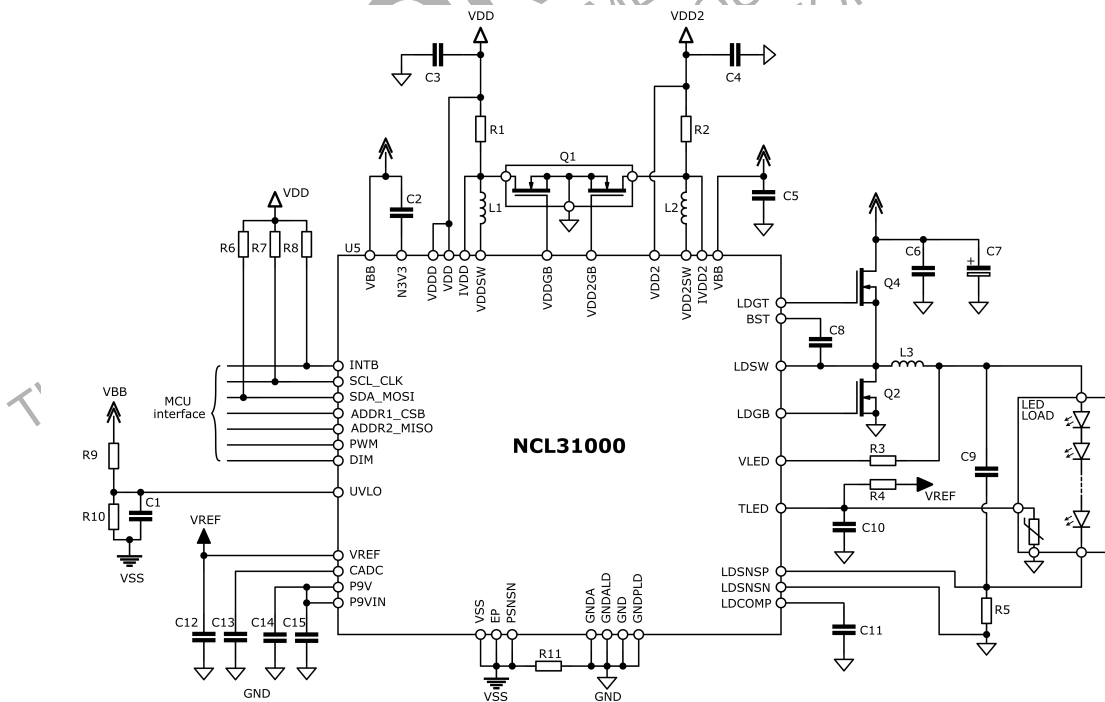 VDD
VDD2
C3
C4
R1
R2
Q1
C2
C5
L1
L2
VDD
R6
R7
R8
U5
VBB
N3V3
VDDD
VDD
IVDD
VDDSW
VDDGB
VDD2GB
VDD2
VDD2SW
IVDD2
VBB
C6
+
C7
LDGT
Q4
BST
C8
LDSW
L3
LDGB
Q2
INTB
SCL_CLK
SDA_MOSI
ADDR1_CSB
ADDR2_MISO
PWM
DIM
MCU
interface
NCL31000
LED
LOAD
VBB
R9
R10
C1
VSS
UVLO
VLED
R3
C9
R4
VREF
TLED
C10
VREF
VREF
CADC
P9V
P9VIN
LDSNSP
LDSNSN
LDCOMP
R5
C11
C12
C13
C14
C15
GND
VSS
EP
PSNSN
GNDA
GNDALD
GND
GNDPLD
R11
VSS
GND